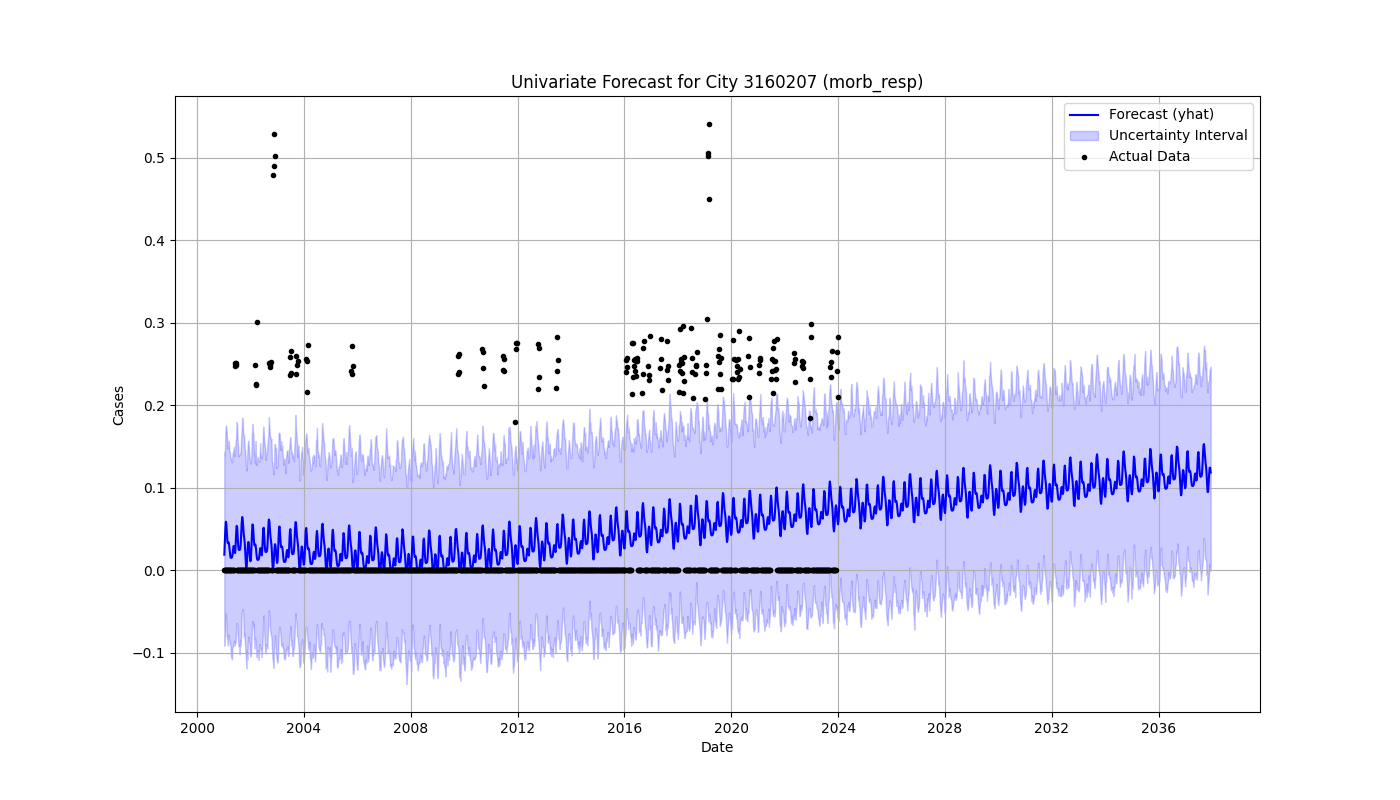 Univariate Forecast for City 3160207 (morb_resp)
Forecast (yhat)
Uncertainty Interval
Actual Data
Cases
0.5
0.4
0.3
0.2
0.1
0.0
−0.1
2000 2004 2008 2012 2016 2020 2024 2028 2032 2036
Date